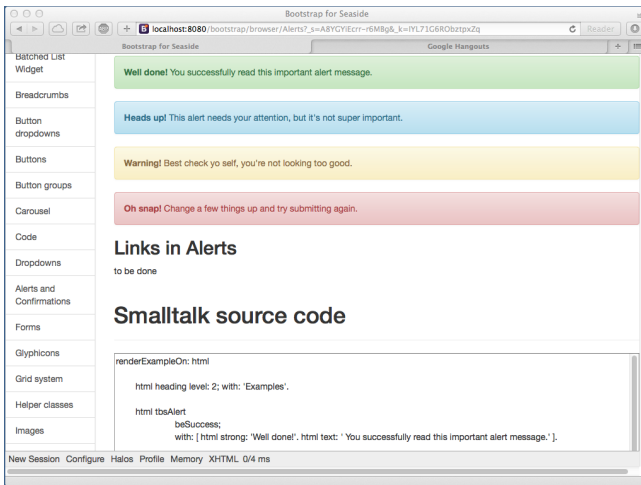 Bootstrap for Seaside
localhost:8080/bootstrap/browser/Alerts?_s=A8YGYiEcrr-r6MBg&_k=IYL71G6RObztpxZq
Reader
Bootstrap for Seaside
Google Hangouts
Batched List
Widget
Breadcrumbs
Button
dropdowns
Buttons
Button groups
Carousel
Code
Dropdowns
Alerts and
Confirmations
Forms
Glyphicons
Grid system
Helper classes
Images
Well done! You successfully read this important alert message.
Heads up! This alert needs your attention, but it's not super important.
Warning! Best check yo self, you're not looking too good.
Oh snap! Change a few things up and try submitting again.
Links in Alerts
to be done
Smalltalk source code
renderExampleOn: html
html heading level: 2; with: 'Examples'.
html tbsAlert
beSuccess;
with: [ html strong: 'Well done!'. html text: ' You successfully read this important alert message.' ].
New Session Configure Halos Profile Memory XHTML 0/4 ms